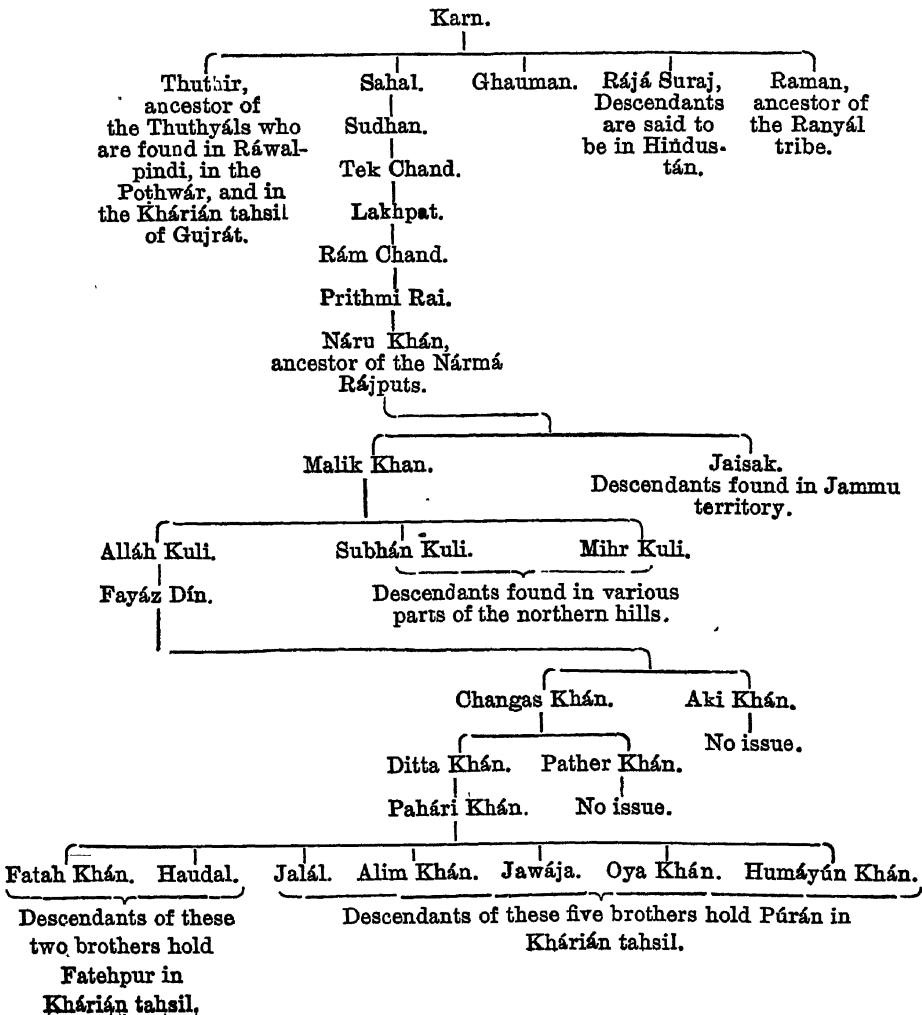 Karn.
Thuthir,
ancestor of
the Thuthyáls who
are found in Ráwal-
pindi, in the
Poṭhwár, and in
the Khárián tahsil
of Gujrát.
Sahal.
Sudhan.
Tek Chand.
Lakhpat.
Rám Chand.
Prithmi Rai.
Náru Khán,
ancestor of the Nármá
Rájputs.
Ghauman.
Rájá Suraj,
Descendants
are said to
be in Hindus-
tán.
Raman,
ancestor of
the Ranyál
tribe.
Malik Khan.
Jaisak.
Descendants found in Jammu
territory.
Alláh Kuli.
Subhán Kuli.
Mihr Kuli.
Fayáz Dín.
Descendants found in various
parts of the northern hills.
Changas Khán.
Aki Khán.
No issue.
Ditta Khán.
Pather Khán.
Pahári Khán.
No issue.
Fatah Khán. Haudal. Jalál. Alim Khán. Jawája. Oya Khán. Humáyún Khán.
Descendants of these
two brothers hold
Fatehpur in
Khárián tahsil.
Descendants of these five brothers hold Púrán in
Khárián tahsil.